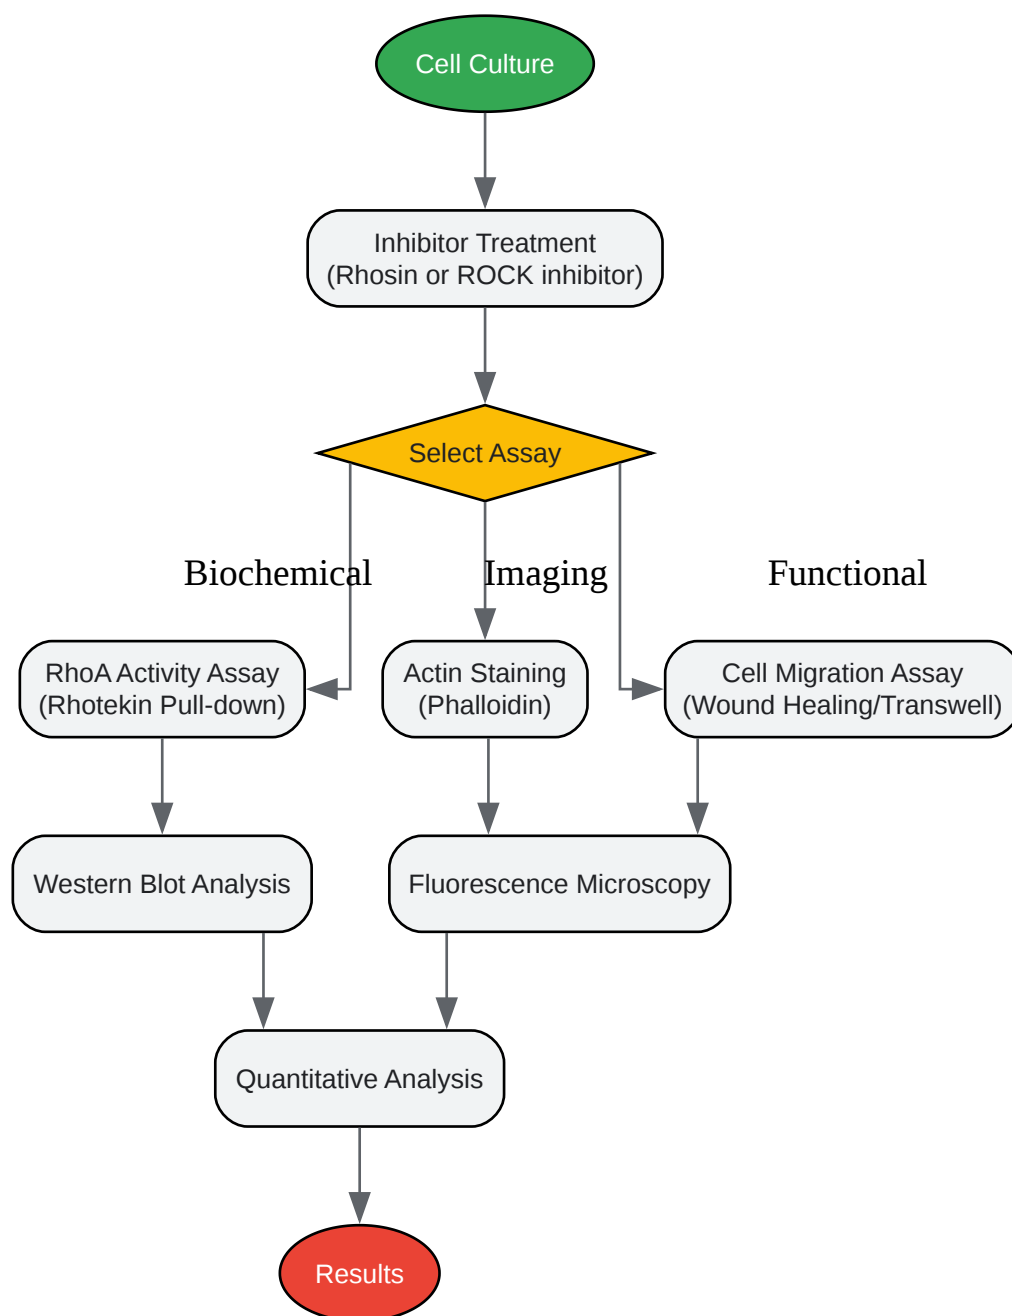 Cell Culture
Inhibitor Treatment
(Rhosin or ROCK inhibitor)
Select Assay
Biochemical
Imaging
Functional
RhoA Activity Assay
(Rhotekin Pull-down)
Actin Staining
(Phalloidin)
Cell Migration Assay
(Wound Healing/Transwell)
Western Blot Analysis
Fluorescence Microscopy
Quantitative Analysis
Results